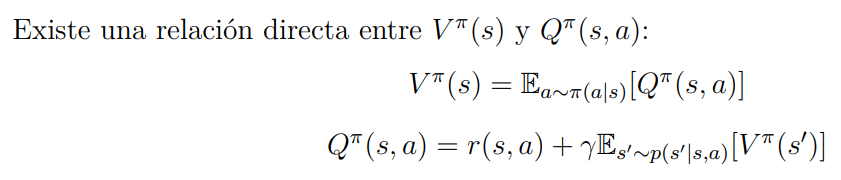 Existe una relación directa entre V^π(s) y Q^π(s, a):
V^π(s) = 𝔼_{a∼π(a|s)}[Q^π(s, a)]
Q^π(s, a) = r(s, a) + γ𝔼_{s′∼p(s′|s,a)}[V^π(s′)]